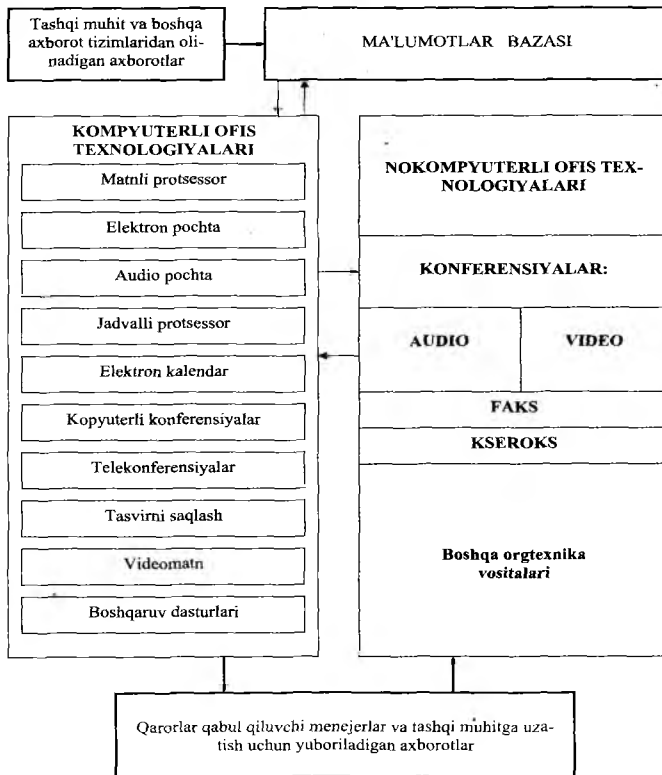 Tashqi muhit va boshqa
axborot tizimlaridan oli-
nadigan axborotlar
MA'LUMOTLAR BAZASI
KOMPYUTERLI OFIS
TEXNOLOGIYALARI
Matnli protsessor
Elektron pochta
Audio pochta
Jadvalli protsessor
Elektron kalendar
Kopyuterli konferensiyalar
Telekonferensiyalar
Tasvirni saqlash
Videomatn
Boshqaruv dasturlari
NOKOMPYUTERLI OFIS TEX-
NOLOGIYALARI
KONFERENSIYALAR:
AUDIO
VIDEO
FAKS
KSEROKS
Boshqa orgtexnika
vositalari
Qarorlar qabul qiluvchi menejerlar va tashqi muhitga uza-
tish uchun yuboriladigan axborotlar